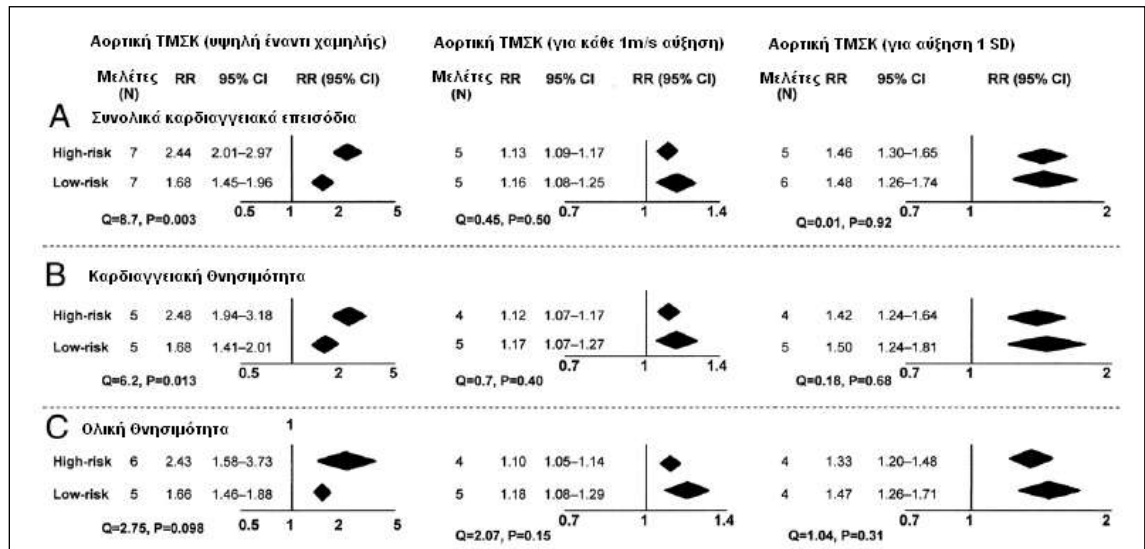 Αορτική ΤΜΣΚ (υψηλή έναντι χαμηλής) Αορτική ΤΜΣΚ (για κάθε 1m/s αύξηση) Αορτική ΤΜΣΚ (για αύξηση 1 SD)
Μελέτες (N) RR 95% CI RR (95% CI) Μελέτες (N) RR 95% CI RR (95% CI) Μελέτες (N) RR 95% CI RR (95% CI)
A Συνολικά καρδιαγγειακά επεισόδια
High-risk 7 2.44 2.01–2.97 5 1.13 1.09–1.17 5 1.46 1.30–1.65
Low-risk 7 1.68 1.45–1.96 5 1.16 1.08–1.25 6 1.48 1.26–1.74
Q=8.7, P=0.003 0.5 1 2 5 Q=0.45, P=0.50 0.7 1 1.4 Q=0.01, P=0.92 0.7 1 2
B Καρδιαγγειακή Θνησιμότητα
High-risk 5 2.48 1.94–3.18 4 1.12 1.07–1.17 4 1.42 1.24–1.64
Low-risk 5 1.68 1.41–2.01 5 1.17 1.07–1.27 5 1.50 1.24–1.81
Q=6.2, P=0.013 0.5 2 5 Q=0.7, P=0.40 0.7 1 1.4 Q=0.18, P=0.68 0.7 1 2
C Ολική Θνησιμότητα 1
High-risk 6 2.43 1.58–3.73 4 1.10 1.05–1.14 4 1.33 1.20–1.48
Low-risk 5 1.66 1.46–1.88 5 1.18 1.08–1.29 4 1.47 1.26–1.71
Q=2.75, P=0.098 0.5 1 2 5 Q=2.07, P=0.15 0.7 1 1.4 Q=1.04, P=0.31 0.7 1 2